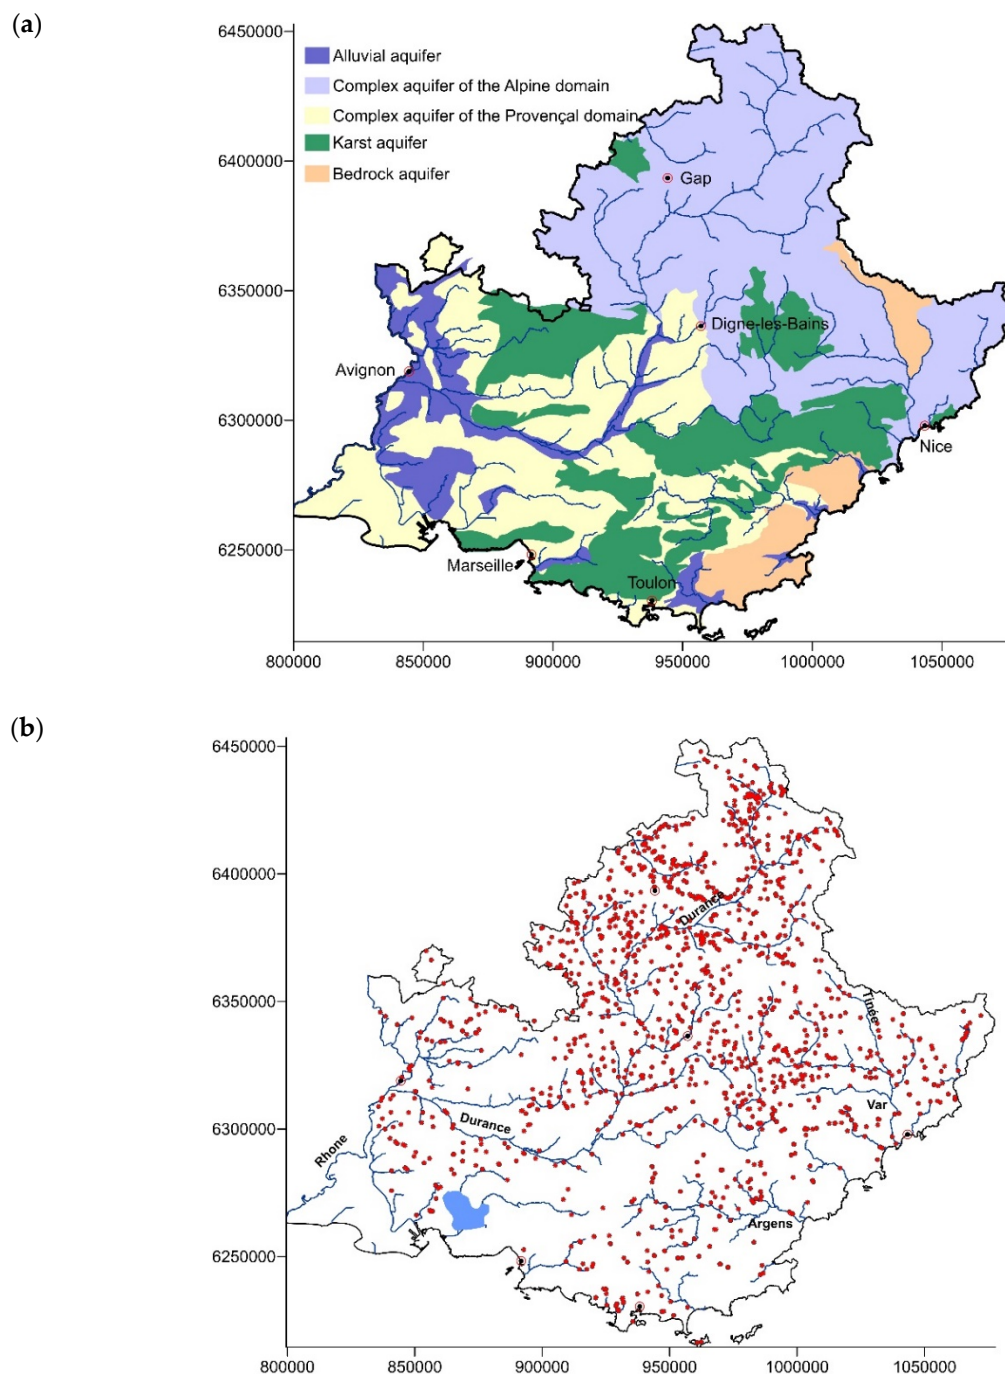 (a)
6450000
Alluvial aquifer
Complex aquifer of the Alpine domain
Complex aquifer of the Provençal domain
Karst aquifer
Bedrock aquifer
6400000
Gap
6350000
Digne-les-Bains
Avignon
6300000
Nice
6250000
Marseille
Toulon
800000 850000 900000 950000 1000000 1050000
(b)
6450000
6400000
Durance
6350000
Tinée
Var
6300000
Durance
Rhone
Argens
6250000
800000 850000 900000 950000 1000000 1050000